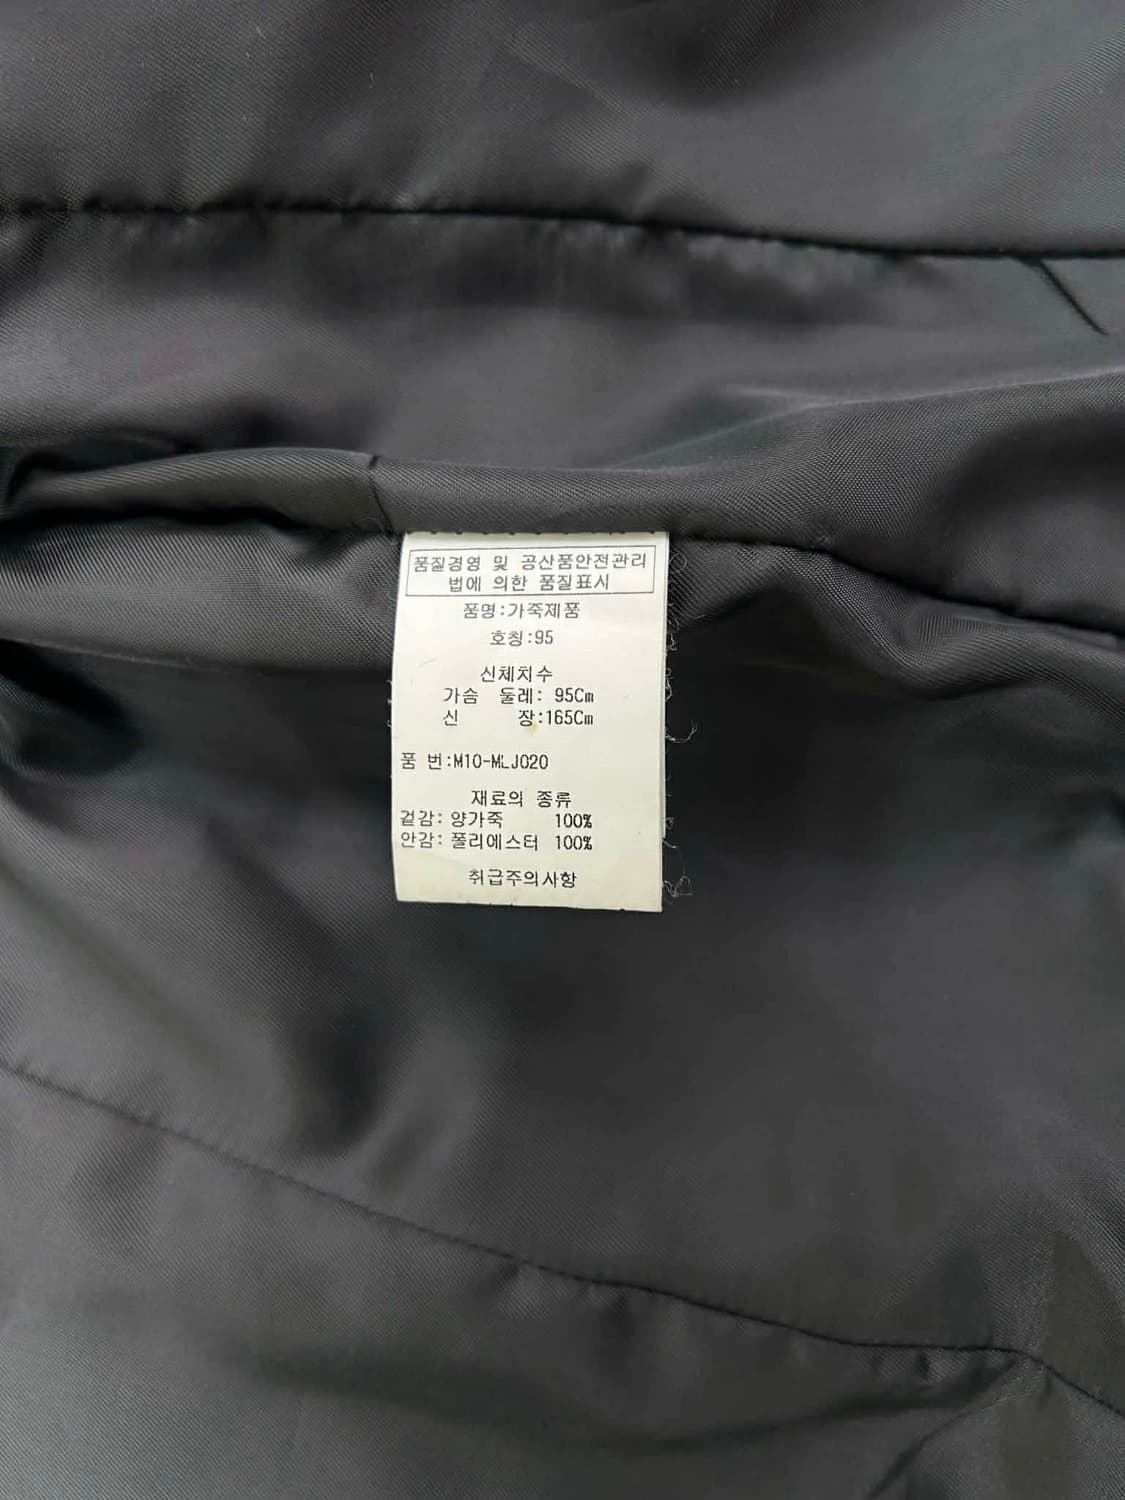 품질경영 및 공산품안전관리
법에 의한 품질표시
품명:가죽제품
호칭:95
신체치수
가슴 둘레: 95Cm
신 장:165Cm
품 번:M10-MLJ020
재료의 종류
겉감: 양가죽 100%
안감: 폴리에스터 100%
취급주의사항